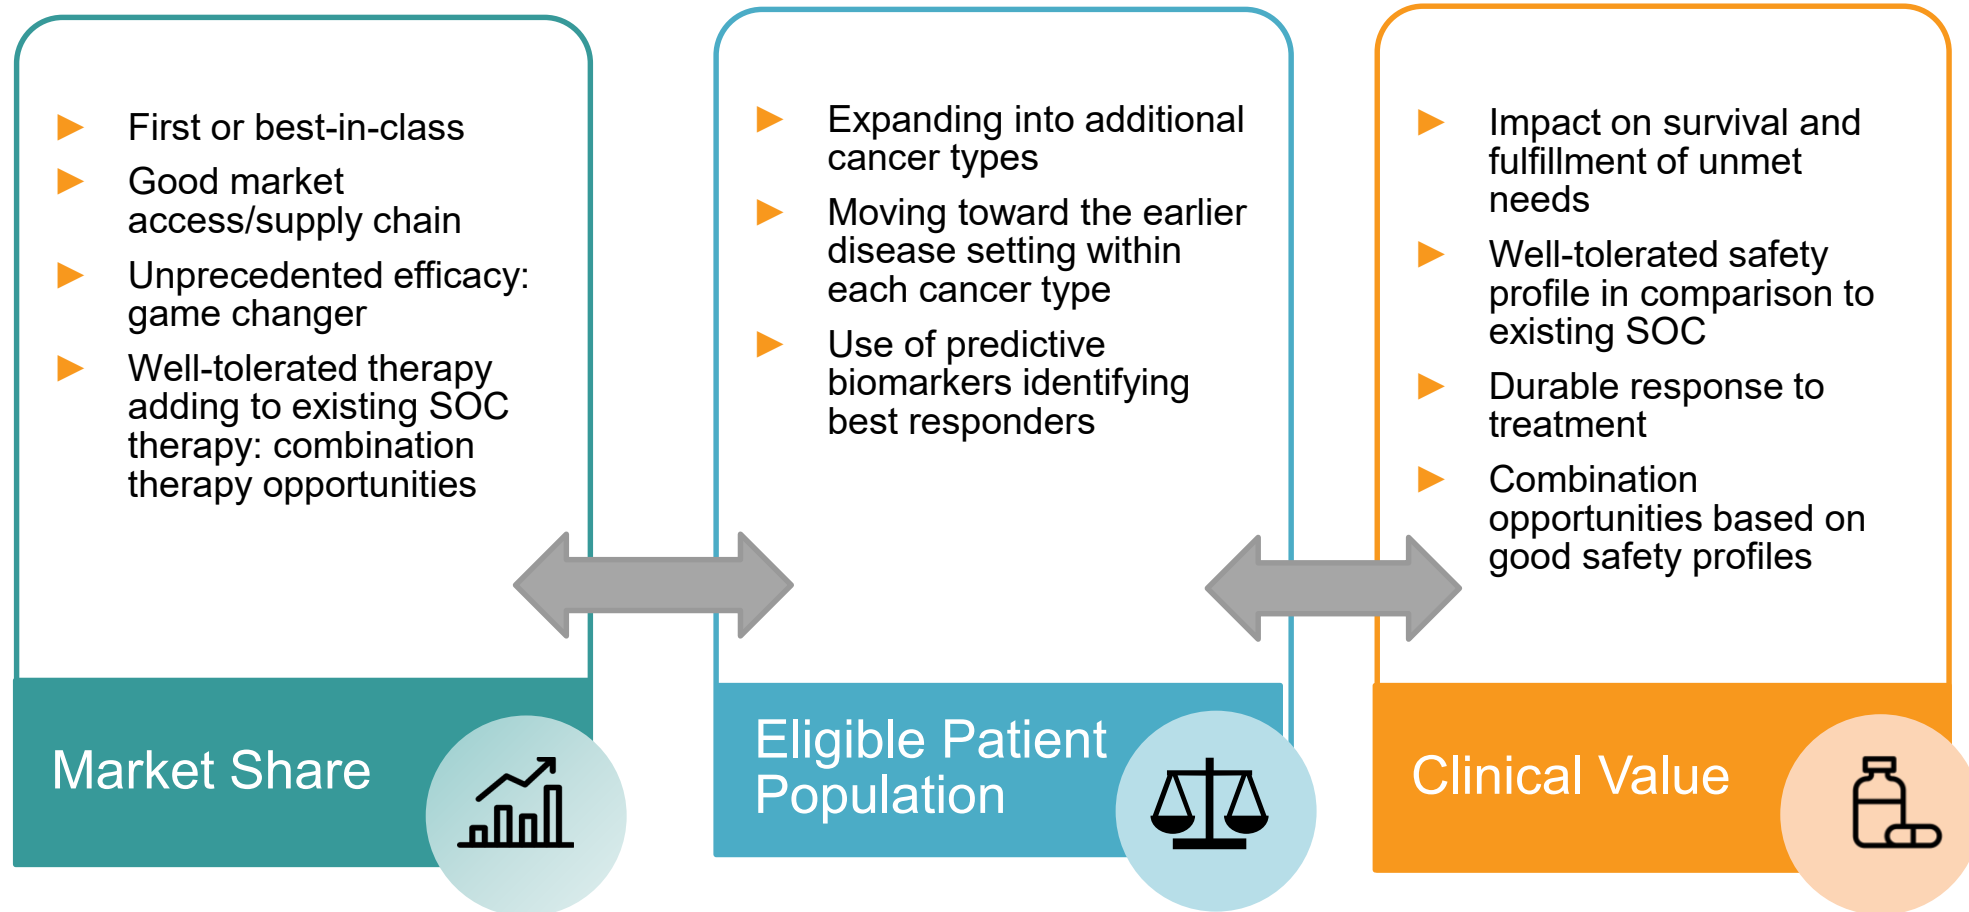 First or best-in-class
Good market
access/supply chain
Unprecedented efficacy:
game changer
Well-tolerated therapy
adding to existing SOC
therapy: combination
therapy opportunities
Market Share
Expanding into additional
cancer types
Moving toward the earlier
disease setting within
each cancer type
Use of predictive
biomarkers identifying
best responders
Eligible Patient
Population
Impact on survival and
fulfillment of unmet
needs
Well-tolerated safety
profile in comparison to
existing SOC
Durable response to
treatment
Combination
opportunities based on
good safety profiles
Clinical Value